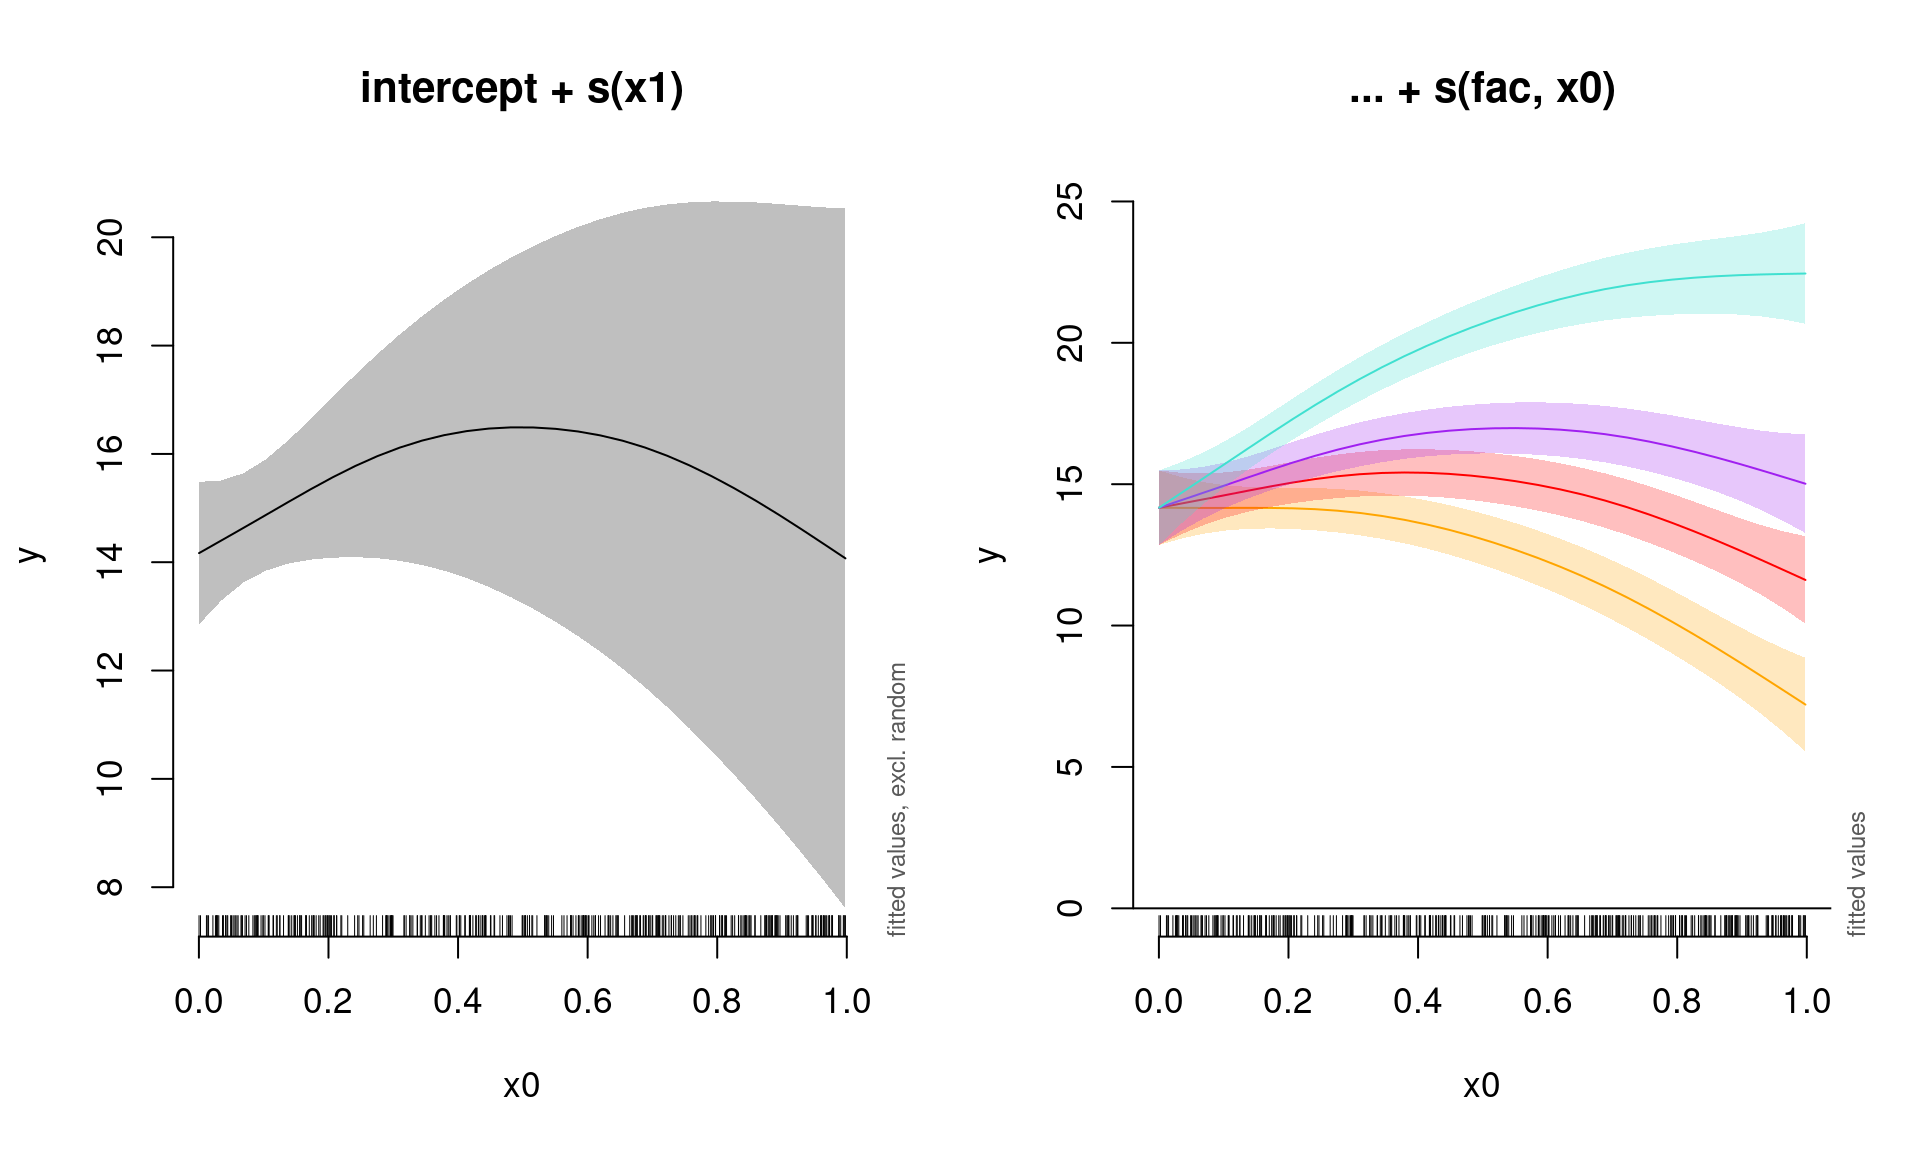 intercept + s(x1)
y
20
18
16
14
12
10
8
0.0 0.2 0.4 0.6 0.8 1.0
x0
fitted values, excl. random
... + s(fac, x0)
y
25
20
15
10
5
0
0.0 0.2 0.4 0.6 0.8 1.0
x0
fitted values